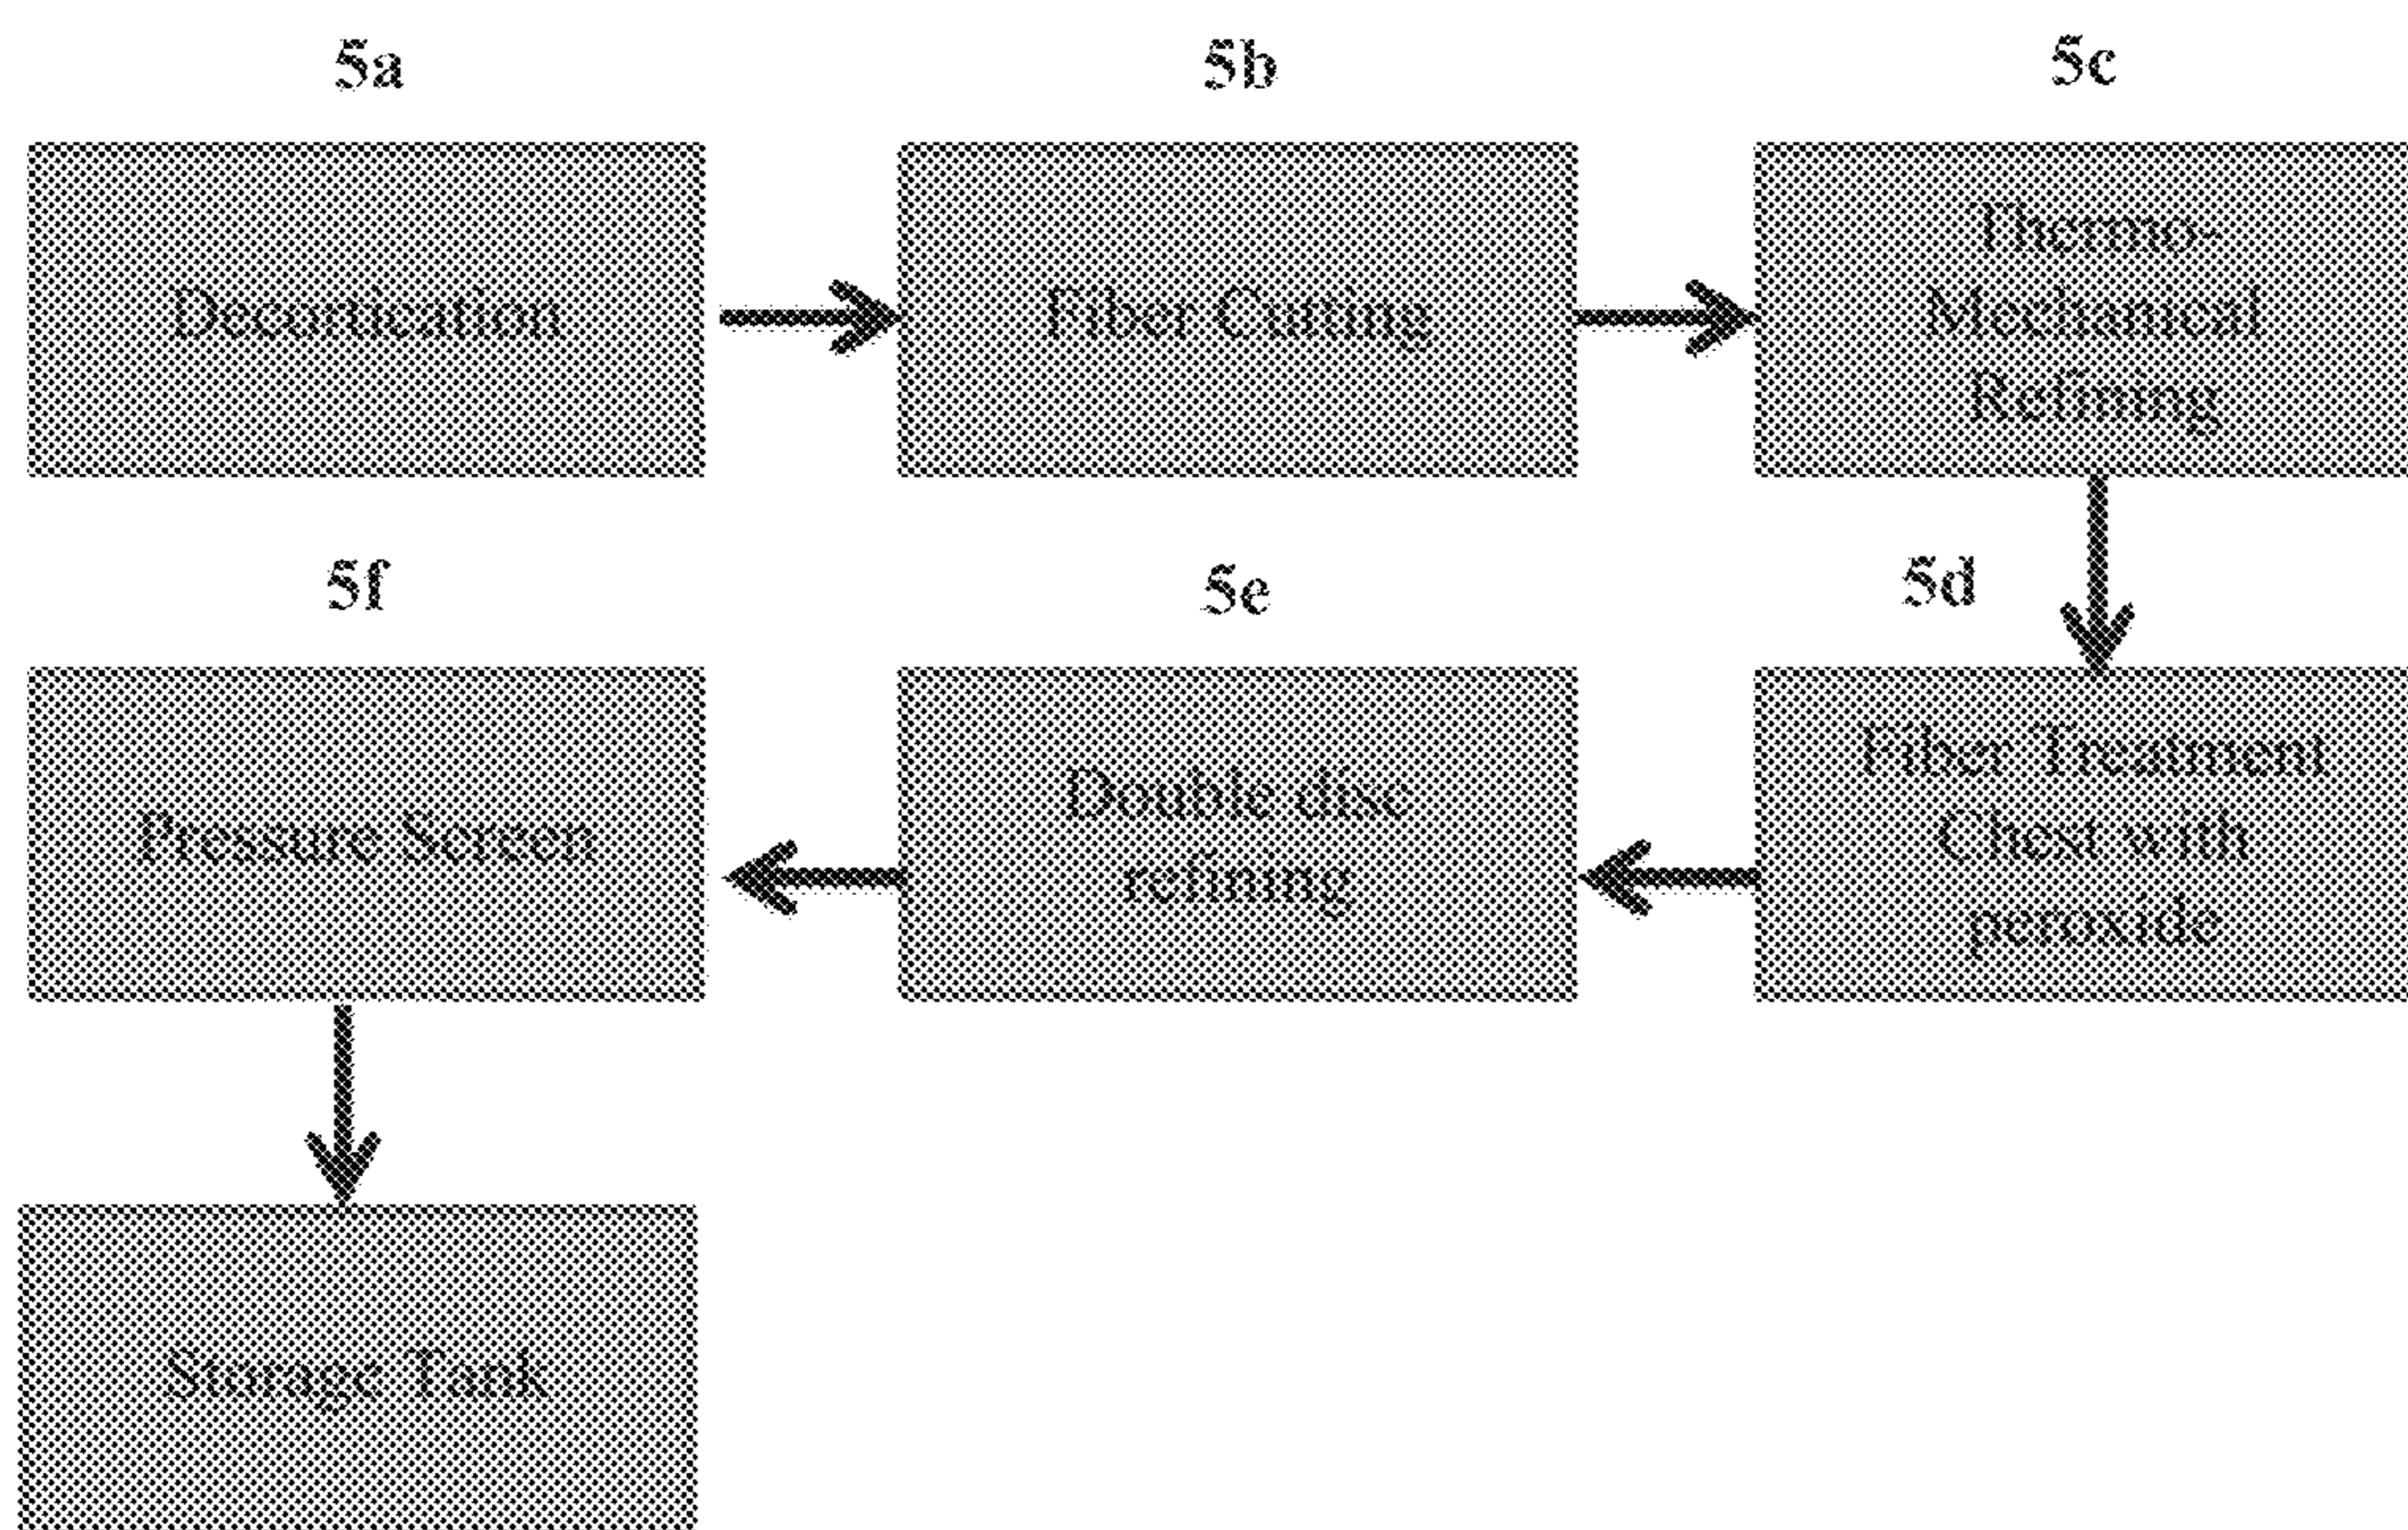 5a
Decortication
5b
Fiber Cutting
5c
Thermo-
Mechanical
Refining
5d
Fiber Treatment
Chest with
peroxide
5e
Double disc
refining
5f
Pressure Screen
Storage Tank